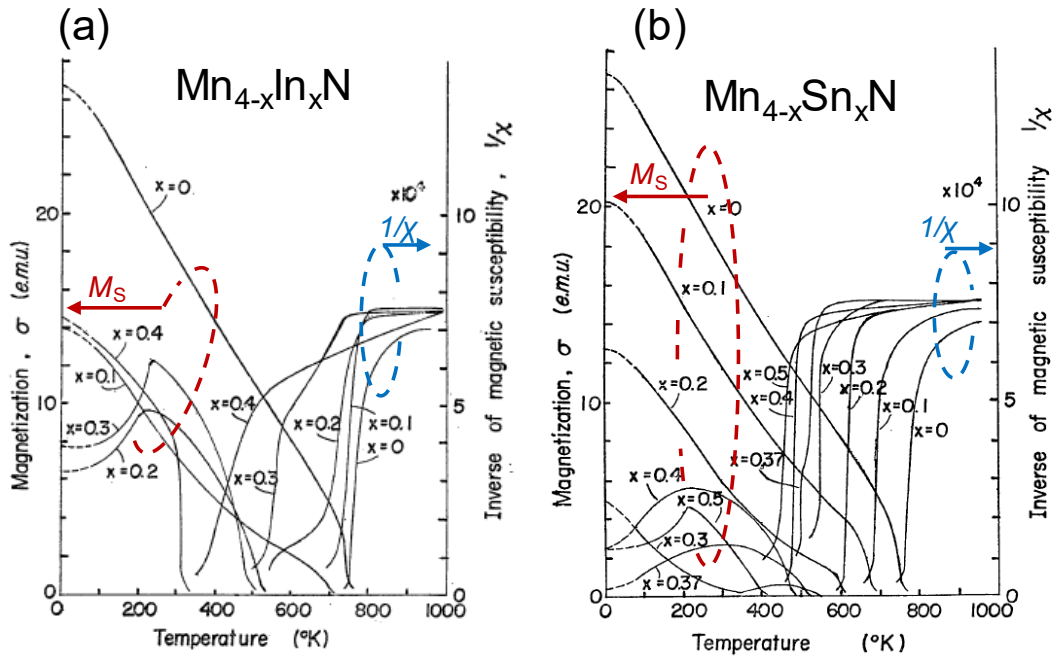 (a)
Mn4-xInxN
Magnetization, σ (e.m.u.)
20
10
0
x=0
Ms
x=0.4
x=0.1
x=0.3
x=0.2
x=0.4
x=0.2
x=0.3
x=0.1
x=0
×10⁴
1/χ
10
5
0
Inverse of magnetic susceptibility, 1/χ
0 200 400 600 800 1000
Temperature (°K)
(b)
Mn4-xSnxN
Magnetization, σ (e.m.u.)
20
10
0
Ms
x=0
x=0.1
x=0.2
x=0.4
x=0.5
x=0.3
x=0.37
x=0.5
x=0.4
x=0.37
x=0.3
x=0.2
x=0.1
x=0
×10⁴
1/χ
10
5
0
Inverse of magnetic susceptibility 1/χ
0 200 400 600 800 1000
Temperature (°K)